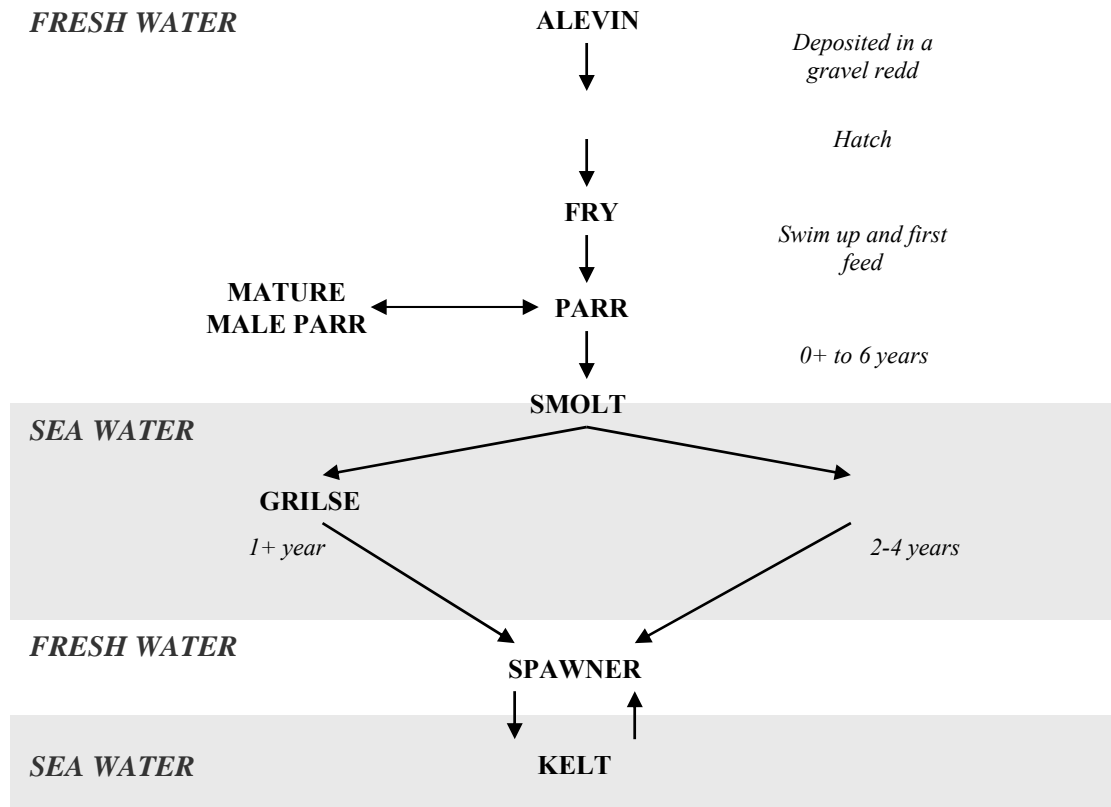 FRESH WATER
ALEVIN
Deposited in a
gravel redd
Hatch
FRY
Swim up and first
feed
MATURE
MALE PARR
PARR
0+ to 6 years
SMOLT
SEA WATER
GRILSE
1+ year
2-4 years
FRESH WATER
SPAWNER
SEA WATER
KELT